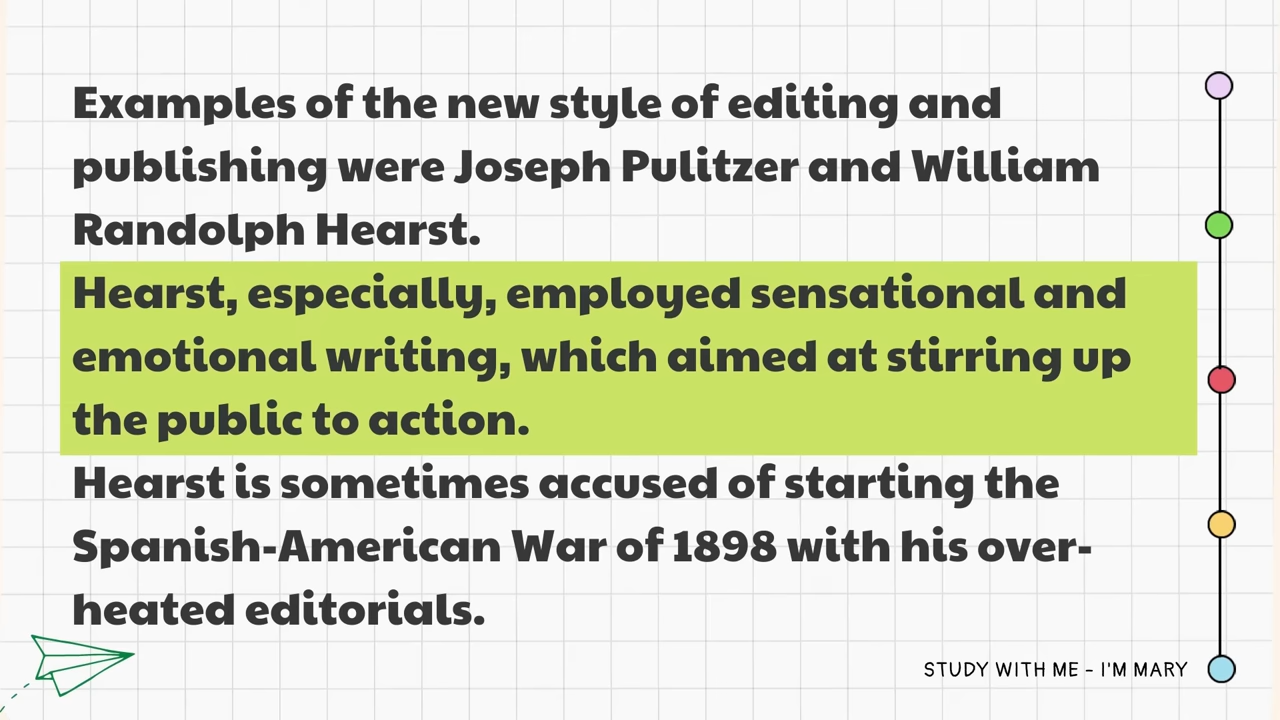 Examples of the new style of editing and
publishing were Joseph Pulitzer and William
Randolph Hearst.
Hearst, especially, employed sensational and
emotional writing, which aimed at stirring up
the public to action.
Hearst is sometimes accused of starting the
Spanish-American War of 1898 with his over-
heated editorials.
STUDY WITH ME – I'M MARY